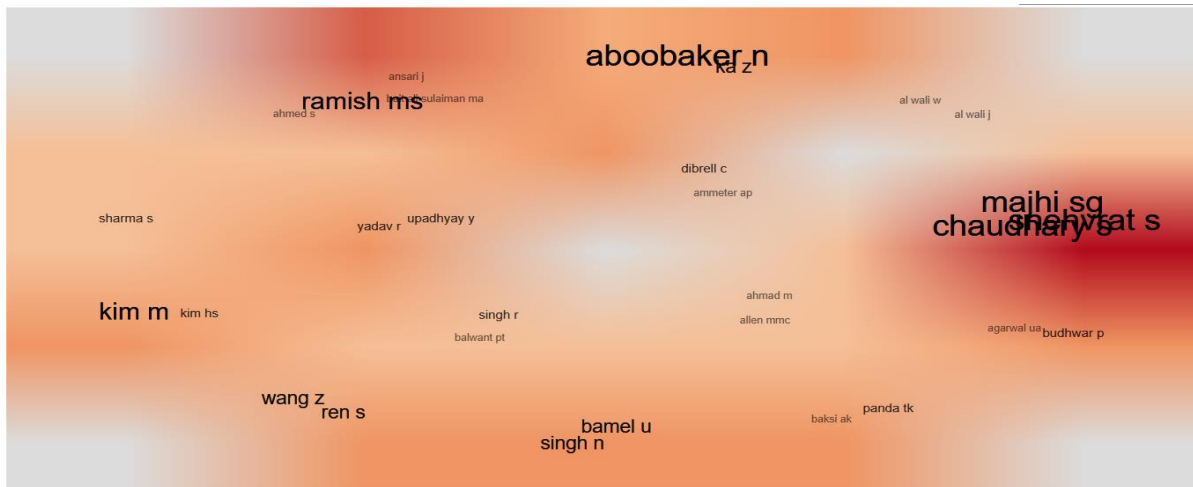 aboobaker n
ka z
ansari j
ramish ms
ahmed s
al wali w
al wali j
dibrell c
ammeter ap
majhi sg
chaudhary s
sharma s
yadav r
upadhyay y
ahmad m
kim m
kim hs
singh r
allen mmc
balwant pt
agarwal ua
budhwar p
wang z
ren s
panda tk
baksi ak
bamel u
singh n